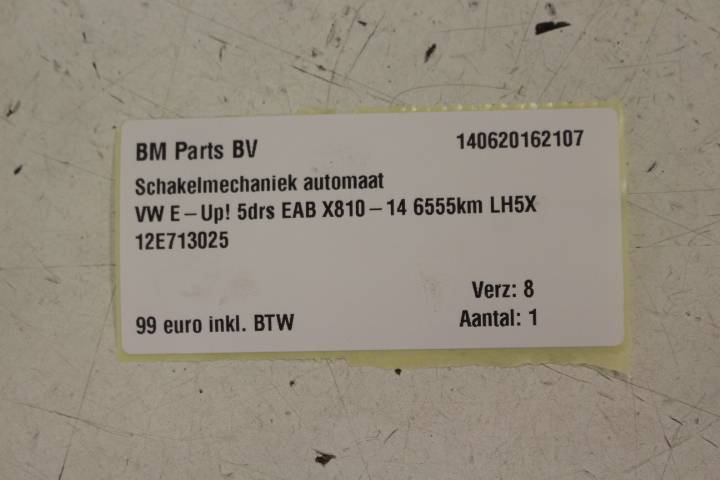 BM Parts BV 140620162107
Schakelmechaniek automaat
VW E-Up! 5drs EAB X810-14 6555km LH5X
12E713025
Verz: 8
99 euro inkl. BTW Aantal: 1